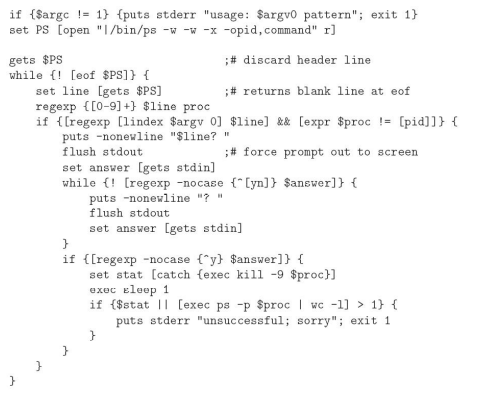 if {$argc != 1} {puts stderr "usage: $argv0 pattern"; exit 1}
set PS [open "|/bin/ps -w -w -x -opid,command" r]

gets $PS                        ;# discard header line
while {! [eof $PS]} {
    set line [gets $PS]         ;# returns blank line at eof
    regexp {[0-9]+} $line proc
    if {[regexp [lindex $argv 0] $line] && [expr $proc != [pid]]} {
        puts -nonewline "$line? "
        flush stdout            ;# force prompt out to screen
        set answer [gets stdin]
        while {! [regexp -nocase {^[yn]} $answer]} {
            puts -nonewline "? "
            flush stdout
            set answer [gets stdin]
        }
        if {[regexp -nocase {^y} $answer]} {
            set stat [catch {exec kill -9 $proc}]
            exec sleep 1
            if {$stat || [exec ps -p $proc | wc -l] > 1} {
                puts stderr "unsuccessful; sorry"; exit 1
            }
        }
    }
}